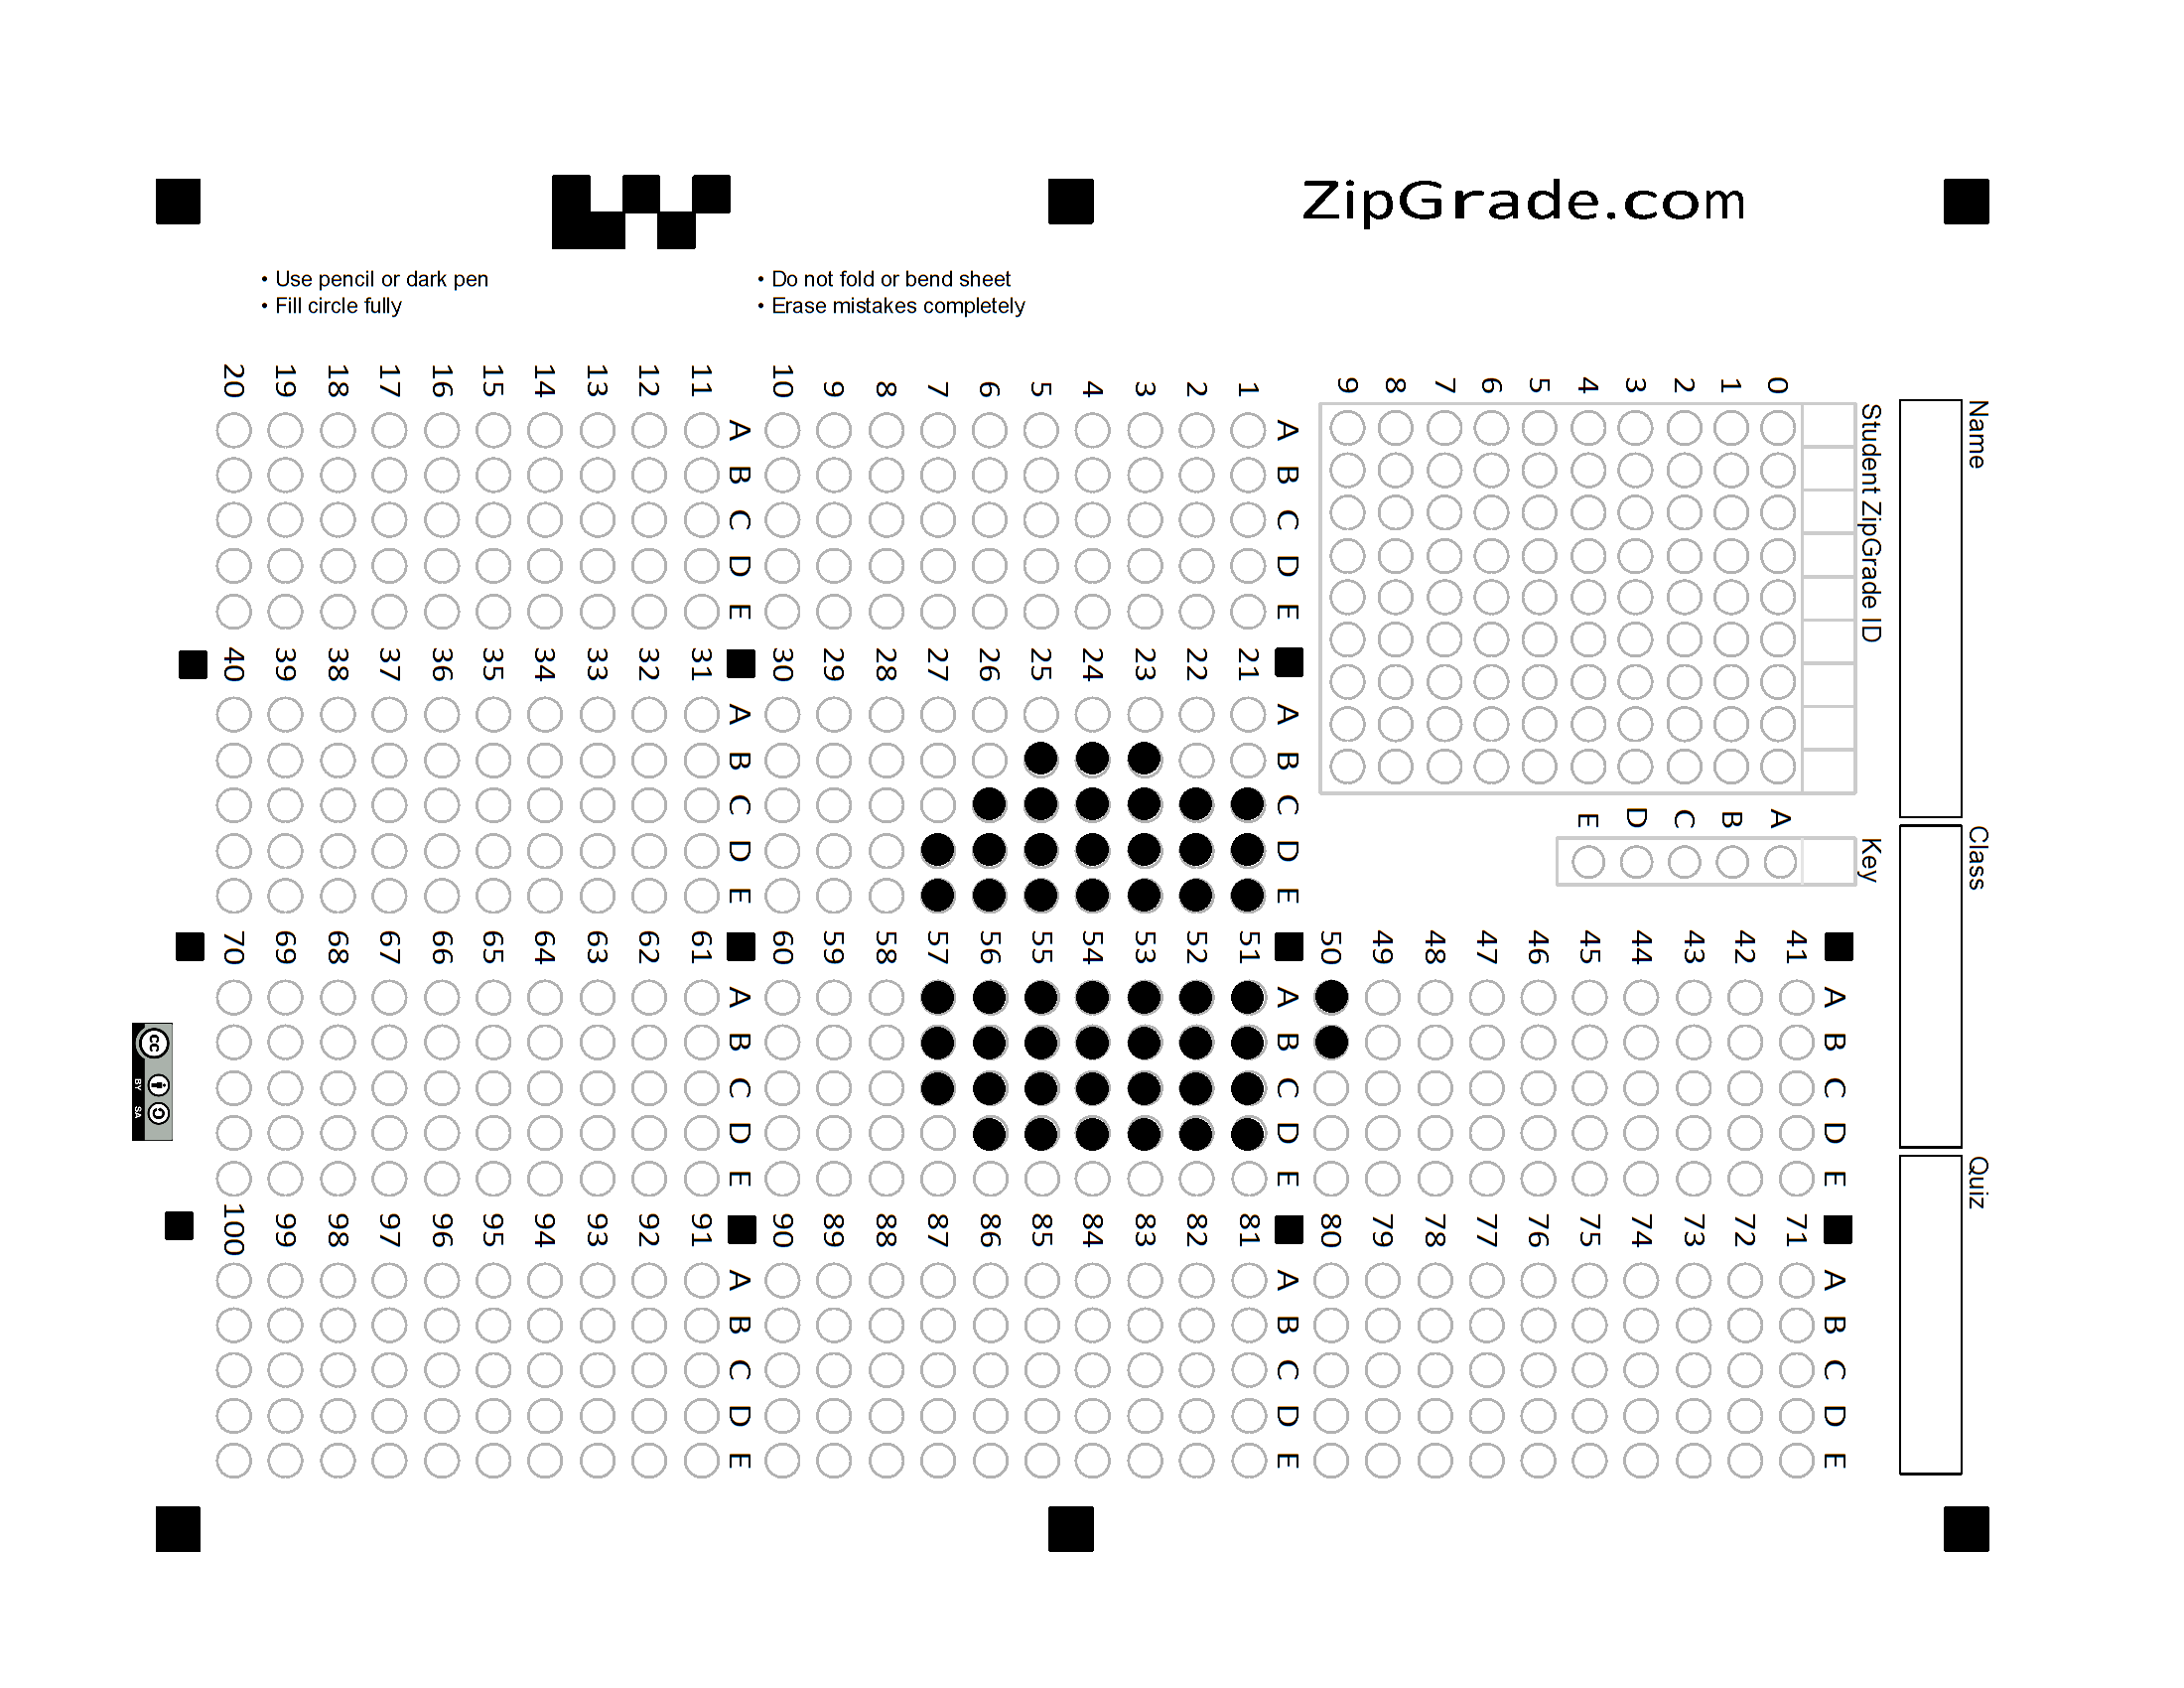 ZipGrade.com
• Use pencil or dark pen
• Fill circle fully
• Do not fold or bend sheet
• Erase mistakes completely
Name
Class
Quiz
Student ZipGrade ID
0 1 2 3 4 5 6 7 8 9
Key
A B C D E
A B C D E
1 2 3 4 5 6 7 8 9 10
A B C D E
11 12 13 14 15 16 17 18 19 20
A B C D E
21 22 23 24 25 26 27 28 29 30
A B C D E
31 32 33 34 35 36 37 38 39 40
A B C D E
41 42 43 44 45 46 47 48 49 50
A B C D E
51 52 53 54 55 56 57 58 59 60
A B C D E
61 62 63 64 65 66 67 68 69 70
A B C D E
71 72 73 74 75 76 77 78 79 80
A B C D E
81 82 83 84 85 86 87 88 89 90
A B C D E
91 92 93 94 95 96 97 98 99 100
cc
BY SA